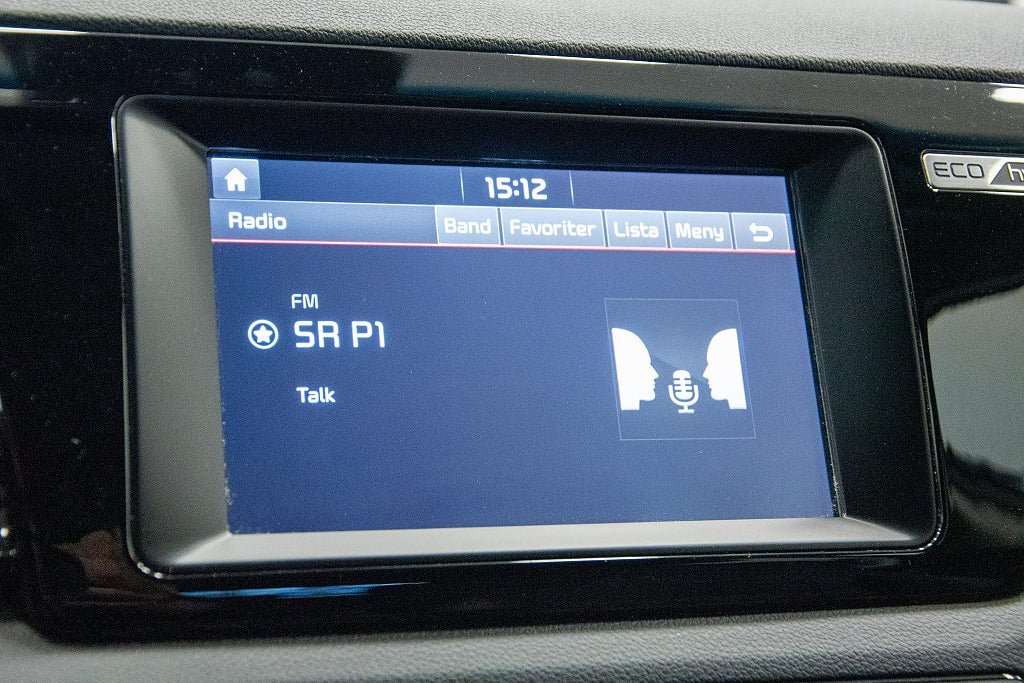 15:12
Radio Band Favoriter Lista Meny
FM
SR P1
Talk
ECO